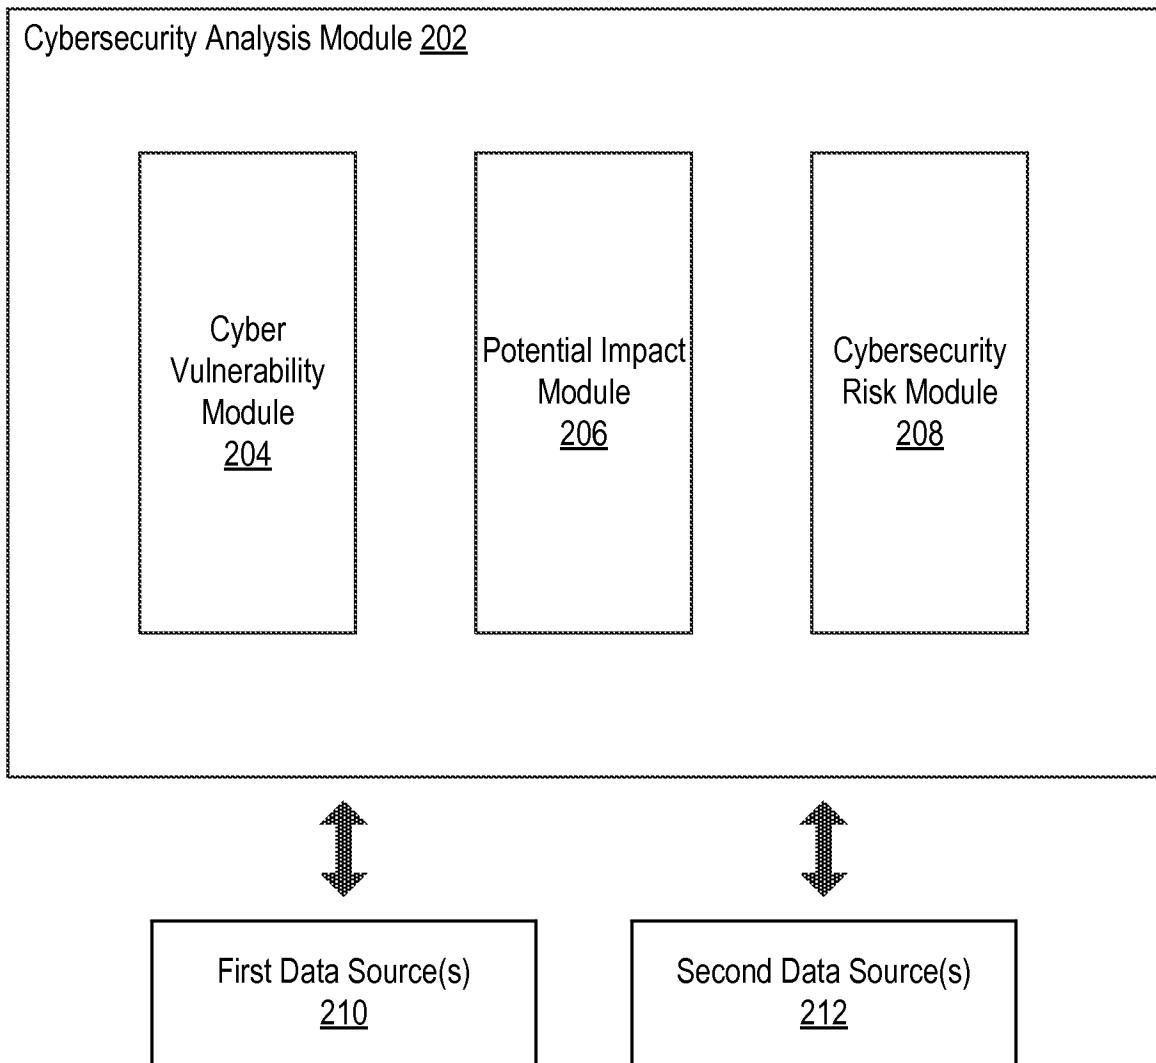 Cybersecurity Analysis Module 202
Cyber
Vulnerability
Module
204
Potential Impact
Module
206
Cybersecurity
Risk Module
208
First Data Source(s)
210
Second Data Source(s)
212